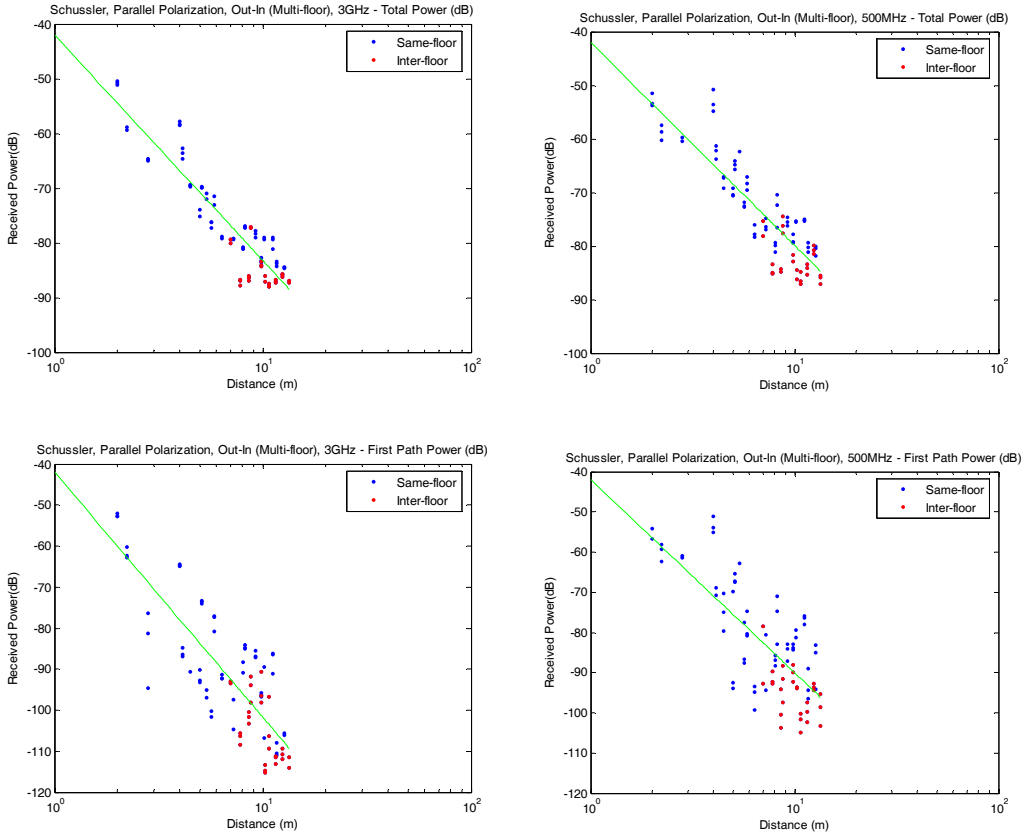 Schussler, Parallel Polarization, Out-In (Multi-floor), 3GHz - Total Power (dB)
-40
-50
-60
-70
-80
-90
-100
Received Power(dB)
10^0
10^1
10^2
Distance (m)
Same-floor
Inter-floor
Schussler, Parallel Polarization, Out-In (Multi-floor), 500MHz - Total Power (dB)
-40
-50
-60
-70
-80
-90
-100
Received Power(dB)
10^0
10^1
10^2
Distance (m)
Same-floor
Inter-floor
Schussler, Parallel Polarization, Out-In (Multi-floor), 3GHz - First Path Power (dB)
-40
-50
-60
-70
-80
-90
-100
-110
-120
Received Power(dB)
10^0
10^1
10^2
Distance (m)
Same-floor
Inter-floor
Schussler, Parallel Polarization, Out-In (Multi-floor), 500MHz - First Path Power (dB)
-40
-50
-60
-70
-80
-90
-100
-110
-120
Received Power(dB)
10^0
10^1
10^2
Distance (m)
Same-floor
Inter-floor